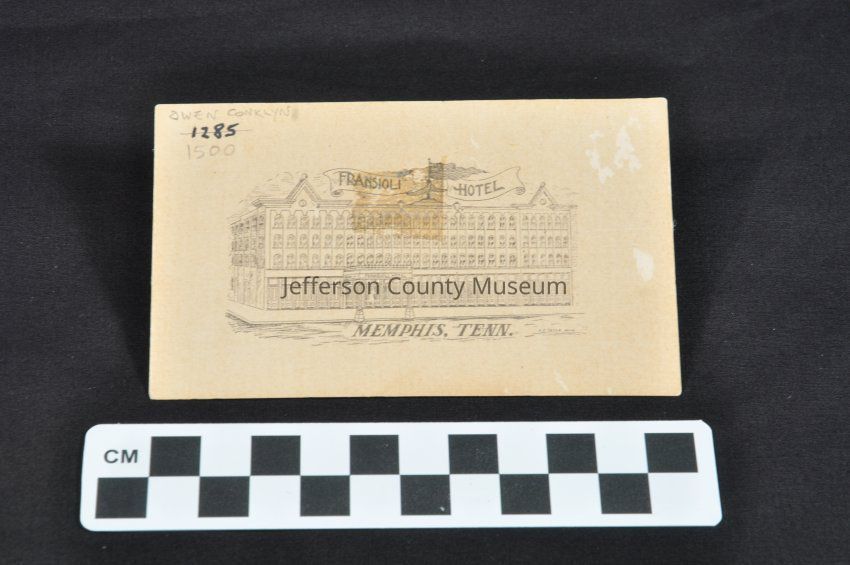 OWEN CONKLYN
1285
1500
FRANSIOLI HOTEL
Jefferson County Museum
MEMPHIS, TENN.
CM